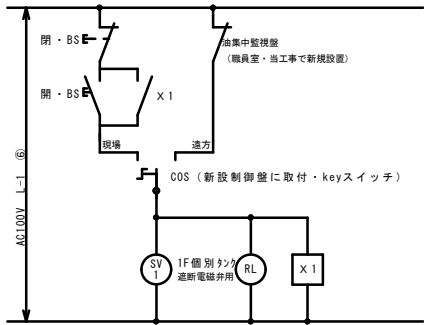 閉・BS
油集中監視盤
(職員室・当工事で新規設置)
開・BS
X1
現場
遠方
COS (新設制御盤に取付・keyスイッチ)
AC100V L-1 ⑥
SV
1
1F個別タンク
遮断電磁弁用
RL
X1